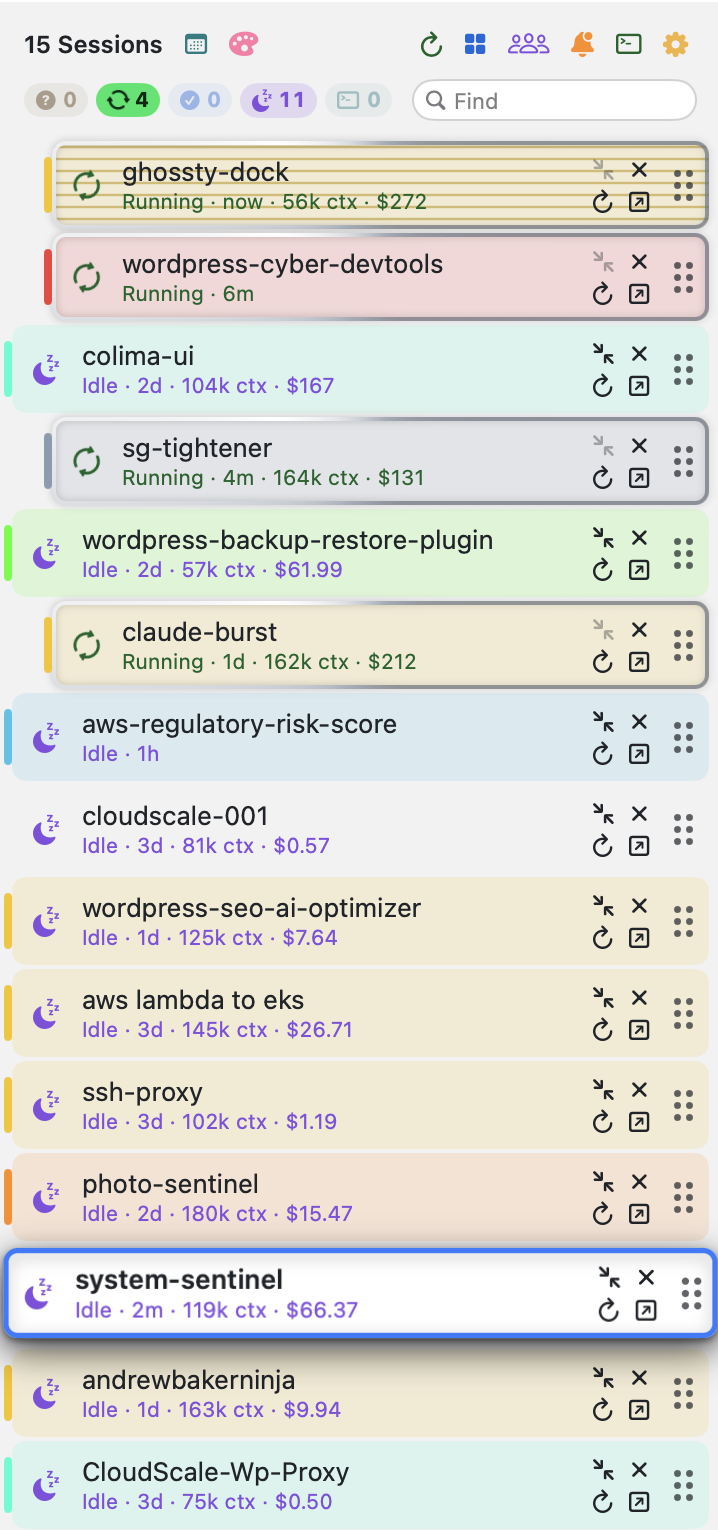 15 Sessions
? 0 4 0 11 0 Find
ghossty-dock
Running · now · 56k ctx · $272
wordpress-cyber-devtools
Running · 6m
colima-ui
Idle · 2d · 104k ctx · $167
sg-tightener
Running · 4m · 164k ctx · $131
wordpress-backup-restore-plugin
Idle · 2d · 57k ctx · $61.99
claude-burst
Running · 1d · 162k ctx · $212
aws-regulatory-risk-score
Idle · 1h
cloudscale-001
Idle · 3d · 81k ctx · $0.57
wordpress-seo-ai-optimizer
Idle · 1d · 125k ctx · $7.64
aws lambda to eks
Idle · 3d · 145k ctx · $26.71
ssh-proxy
Idle · 3d · 102k ctx · $1.19
photo-sentinel
Idle · 2d · 180k ctx · $15.47
system-sentinel
Idle · 2m · 119k ctx · $66.37
andrewbakerninja
Idle · 1d · 163k ctx · $9.94
CloudScale-Wp-Proxy
Idle · 3d · 75k ctx · $0.50